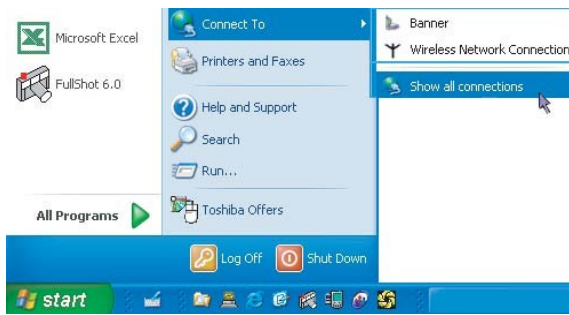 Microsoft Excel
FullShot 6.0
All Programs
Connect To
Printers and Faxes
Help and Support
Search
Run...
Toshiba Offers
Banner
Wireless Network Connection
Show all connections
Log Off
Shut Down
start